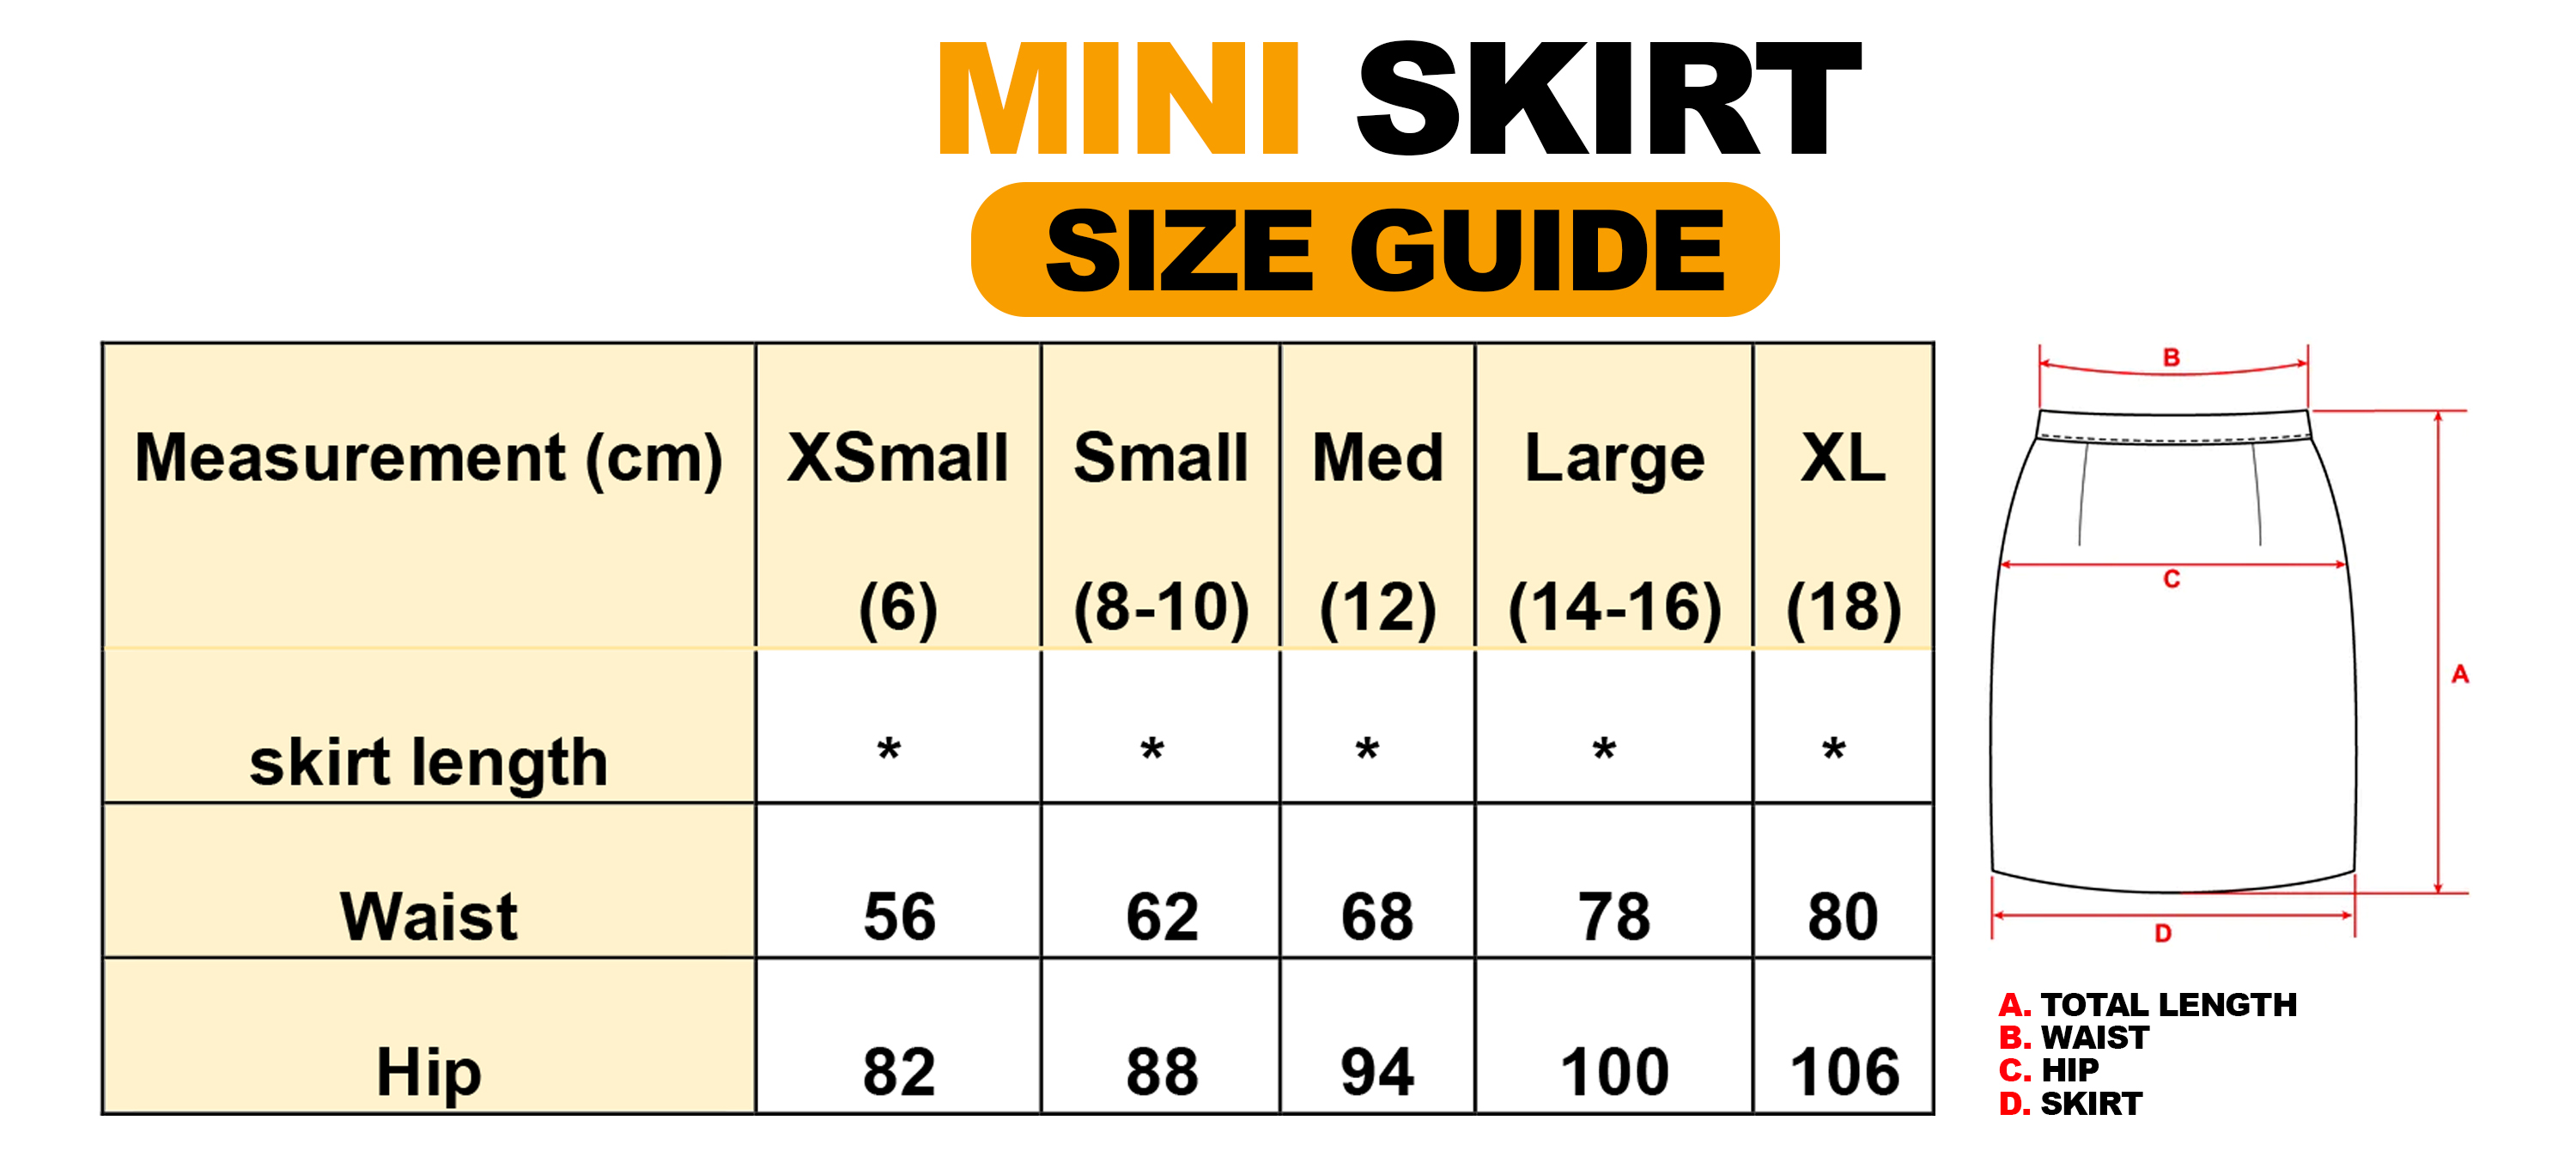 MINI SKIRT
SIZE GUIDE
Measurement (cm) XSmall Small Med Large XL
(6) (8-10) (12) (14-16) (18)
skirt length * * * * *
Waist 56 62 68 78 80
Hip 82 88 94 100 106
B
C
A
D
A. TOTAL LENGTH
B. WAIST
C. HIP
D. SKIRT